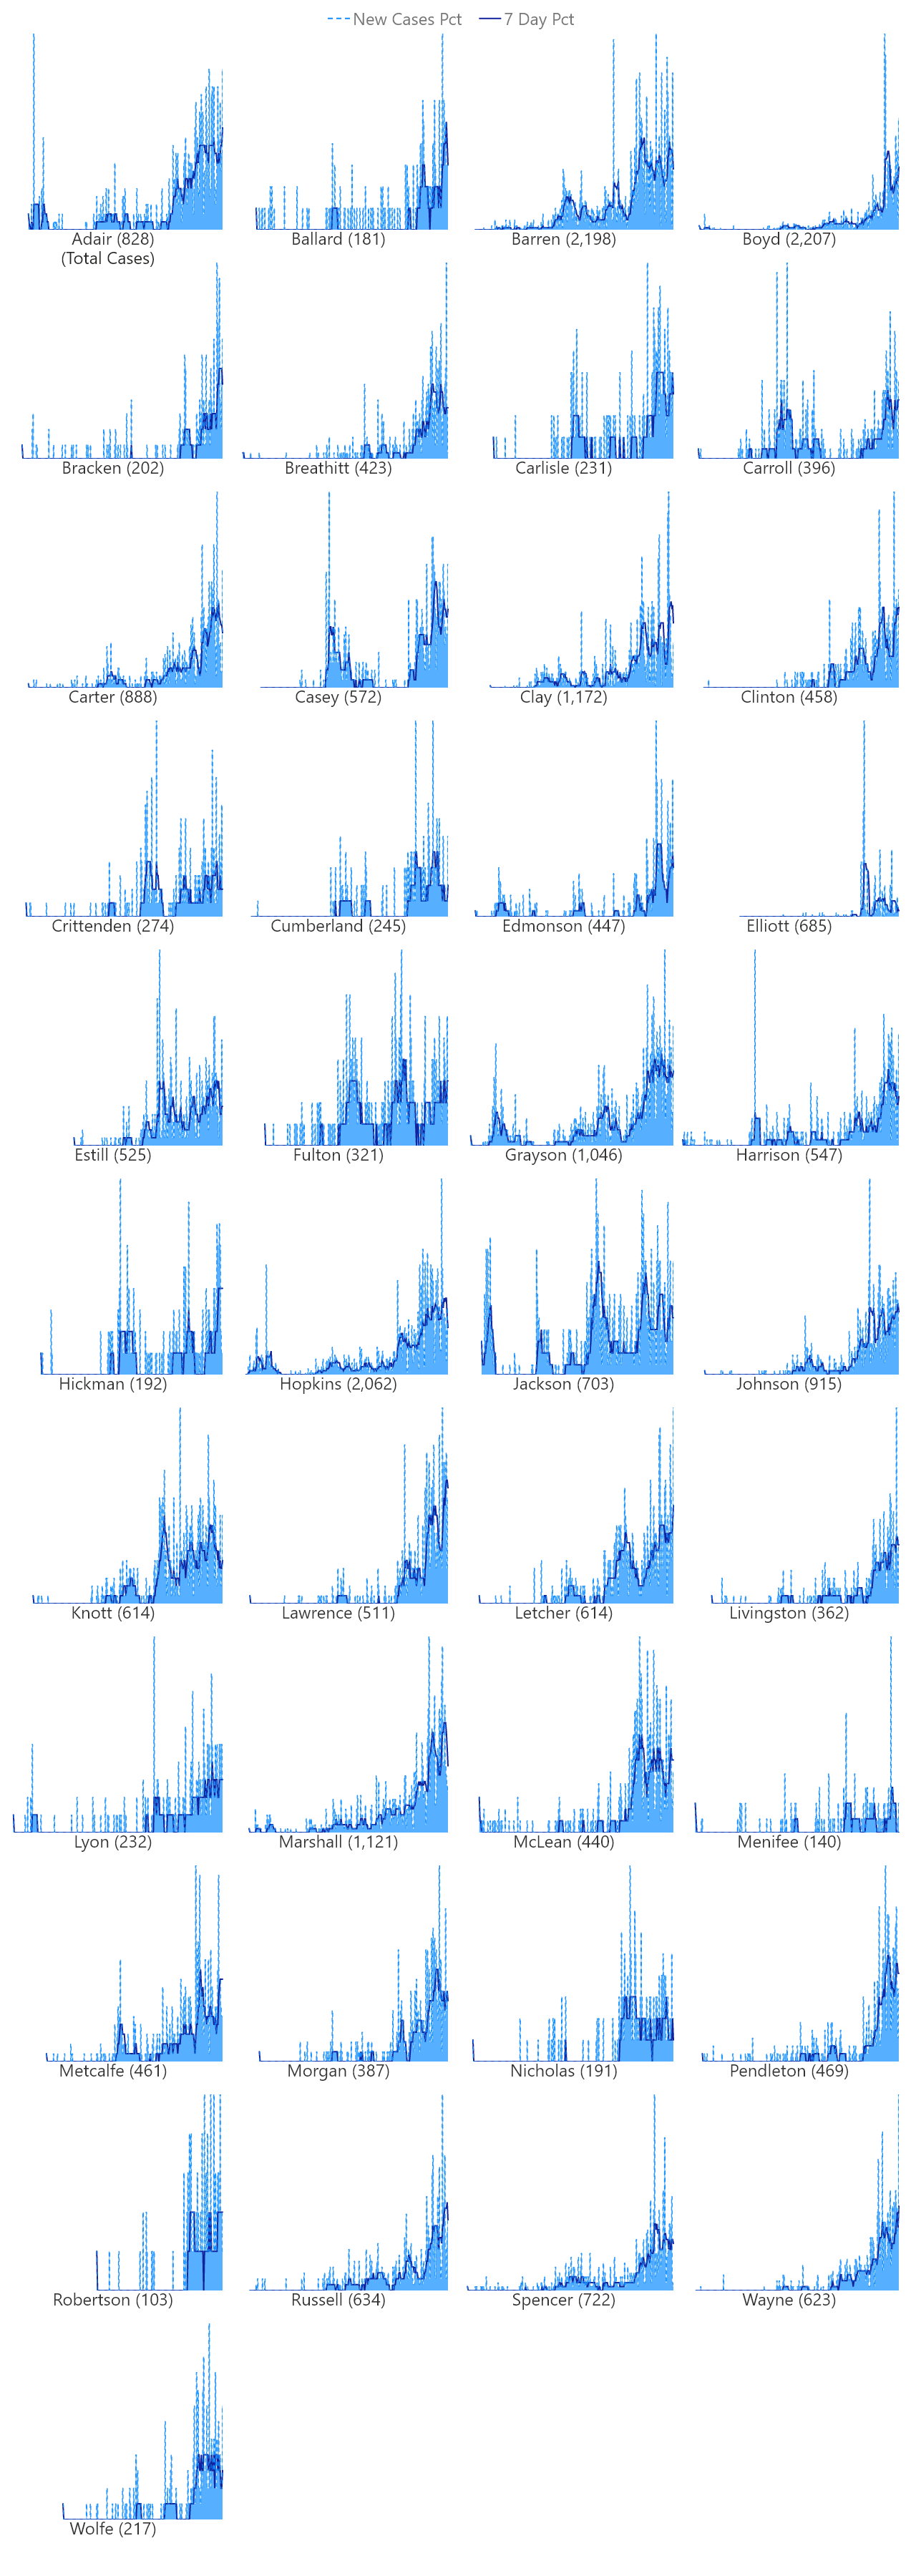 New Cases Pct 7 Day Pct
Adair (828)
(Total Cases)
Ballard (181)
Barren (2,198)
Boyd (2,207)
Bracken (202)
Breathitt (423)
Carlisle (231)
Carroll (396)
Carter (888)
Casey (572)
Clay (1,172)
Clinton (458)
Crittenden (274)
Cumberland (245)
Edmonson (447)
Elliott (685)
Estill (525)
Fulton (321)
Grayson (1,046)
Harrison (547)
Hickman (192)
Hopkins (2,062)
Jackson (703)
Johnson (915)
Knott (614)
Lawrence (511)
Letcher (614)
Livingston (362)
Lyon (232)
Marshall (1,121)
McLean (440)
Menifee (140)
Metcalfe (461)
Morgan (387)
Nicholas (191)
Pendleton (469)
Robertson (103)
Russell (634)
Spencer (722)
Wayne (623)
Wolfe (217)